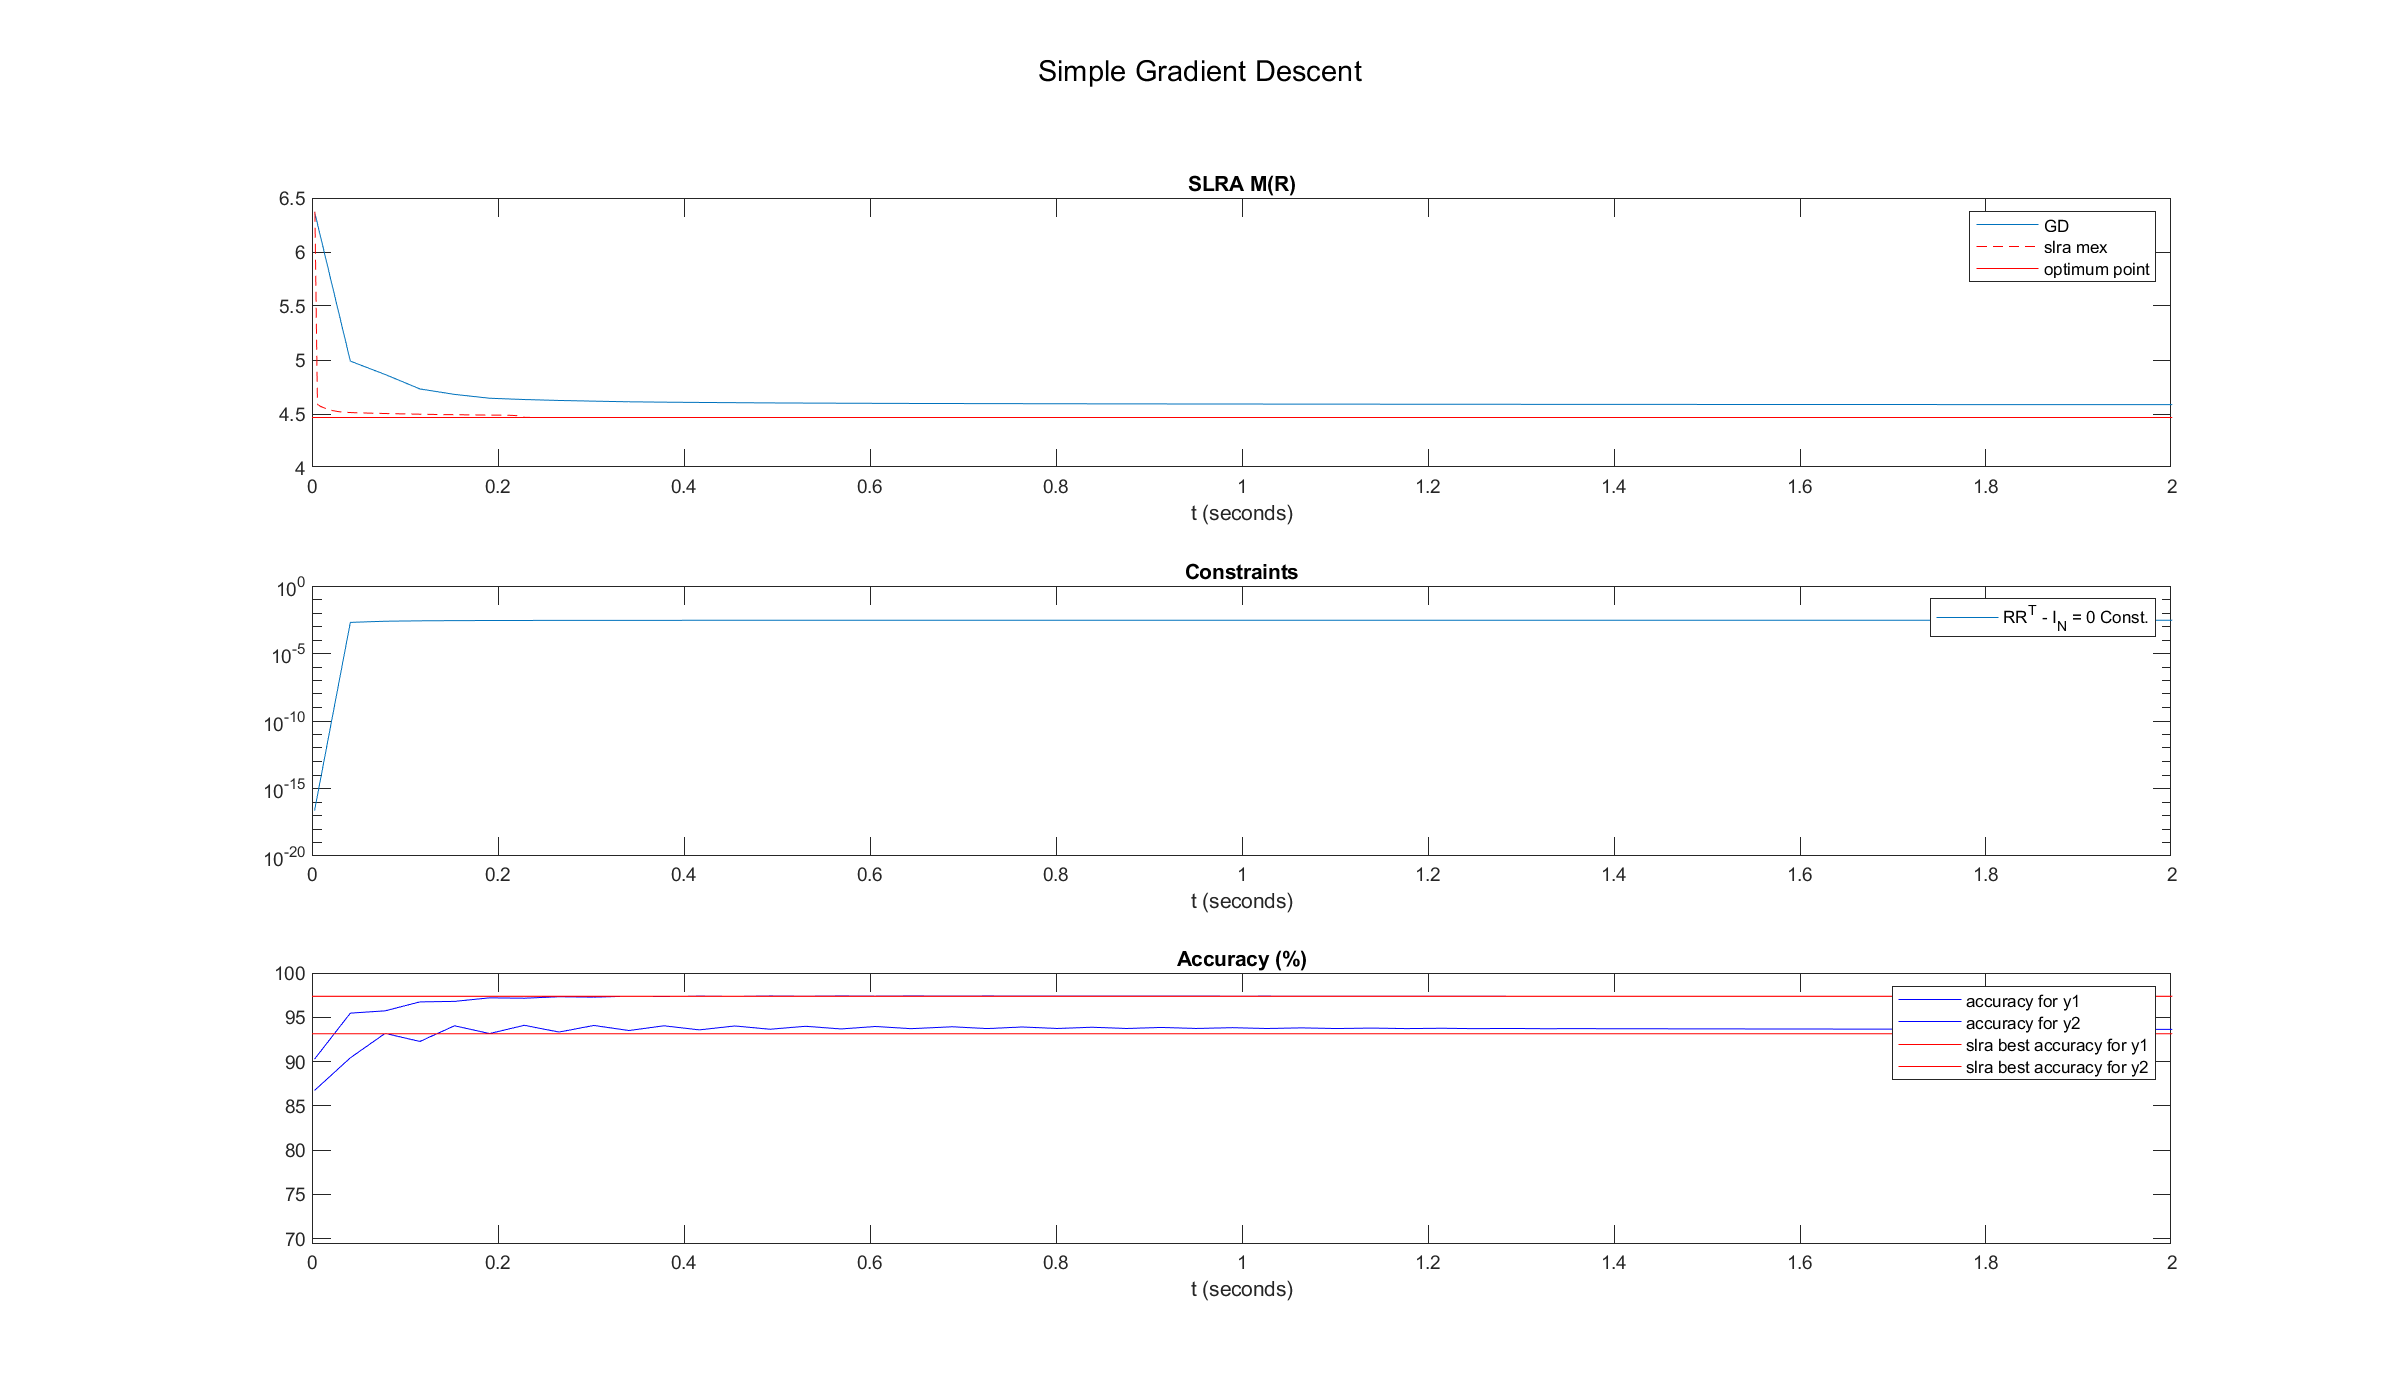 Simple Gradient Descent
SLRA M(R)
6.5
6
5.5
5
4.5
4
GD
slra mex
optimum point
0 0.2 0.4 0.6 0.8 1 1.2 1.4 1.6 1.8 2
t (seconds)
Constraints
10^0
10^-5
10^-10
10^-15
10^-20
RR^T - I_N = 0 Const.
0 0.2 0.4 0.6 0.8 1 1.2 1.4 1.6 1.8 2
t (seconds)
Accuracy (%)
100
95
90
85
80
75
70
accuracy for y1
accuracy for y2
slra best accuracy for y1
slra best accuracy for y2
0 0.2 0.4 0.6 0.8 1 1.2 1.4 1.6 1.8 2
t (seconds)